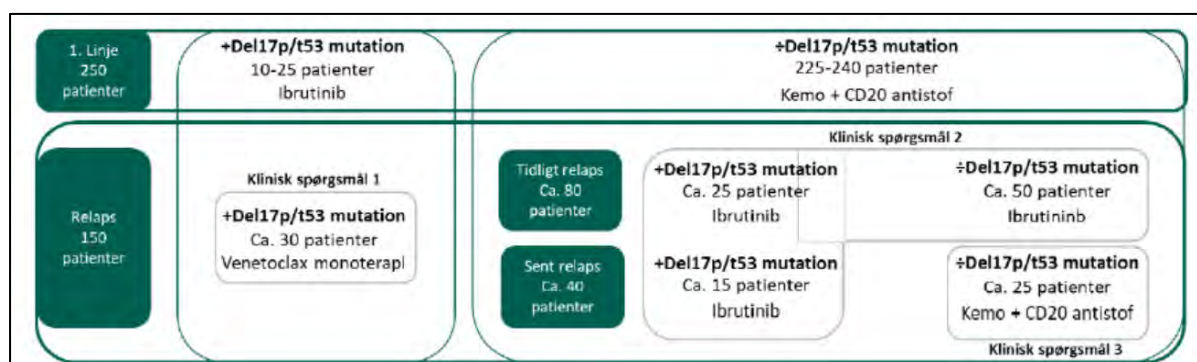 1. Linje
250
patienter
+Del17p/t53 mutation
10-25 patienter
Ibrutinib
÷Del17p/t53 mutation
225-240 patienter
Kemo + CD20 antistof
Relaps
150
patienter
Klinisk spørgsmål 1
+Del17p/t53 mutation
Ca. 30 patienter
Venetoclax monoterapi
Klinisk spørgsmål 2
Tidligt relaps
Ca. 80
patienter
+Del17p/t53 mutation
Ca. 25 patienter
Ibrutinib
÷Del17p/t53 mutation
Ca. 50 patienter
Ibrutininb
Sent relaps
Ca. 40
patienter
+Del17p/t53 mutation
Ca. 15 patienter
Ibrutinib
÷Del17p/t53 mutation
Ca. 25 patienter
Kemo + CD20 antistof
Klinisk spørgsmål 3